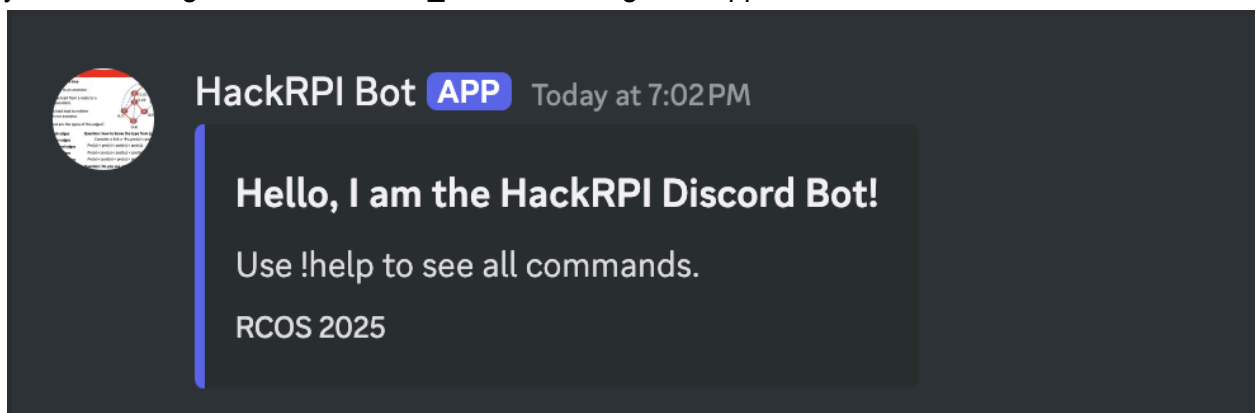 HackRPI Bot APP Today at 7:02 PM
Hello, I am the HackRPI Discord Bot!
Use !help to see all commands.
RCOS 2025